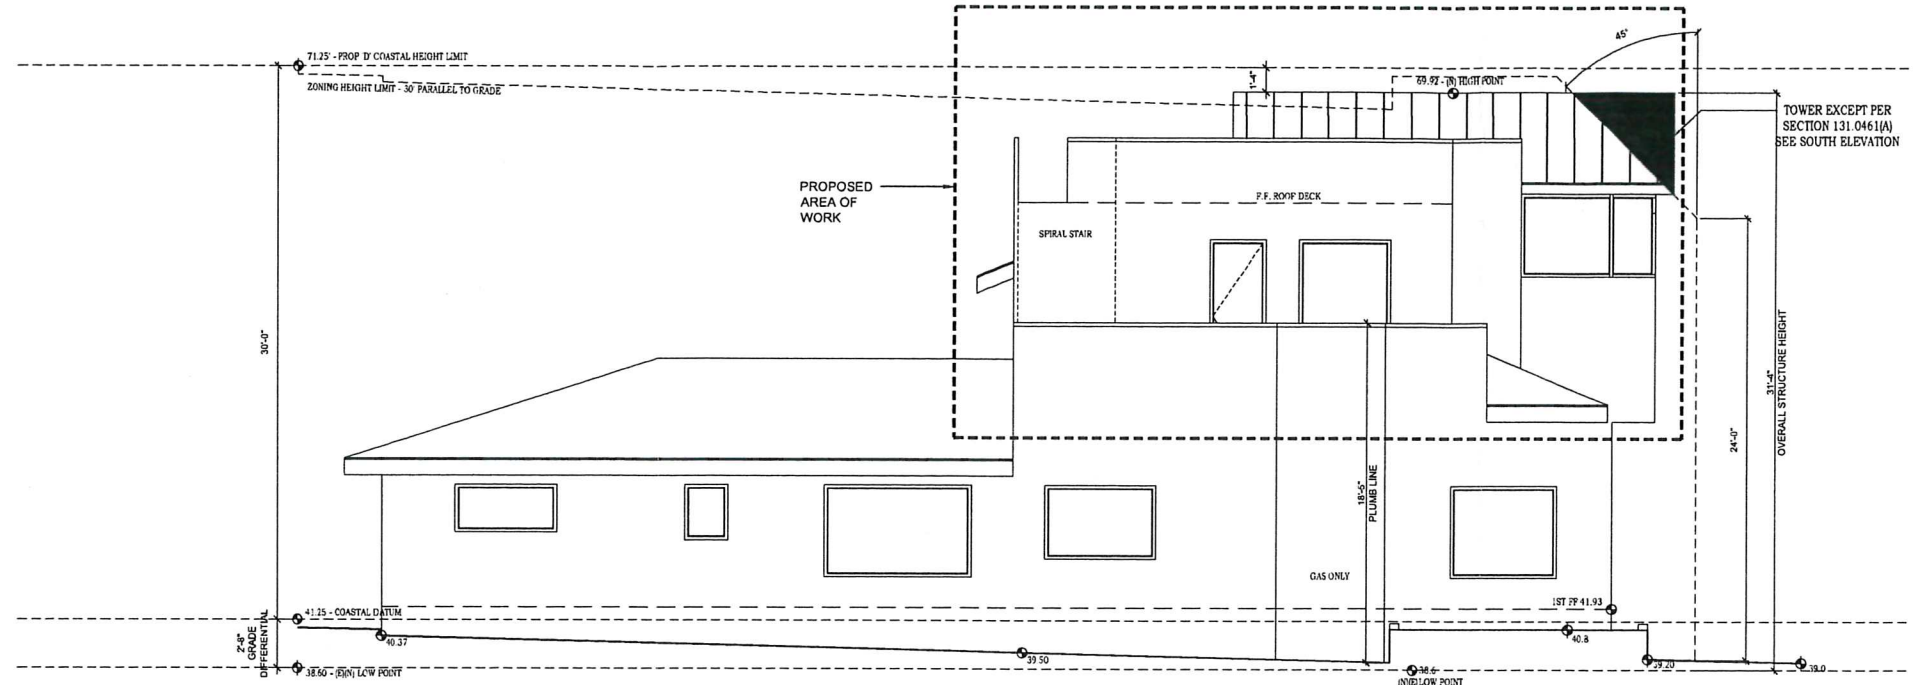 45°
71.25' - PROP 'D' COASTAL HEIGHT LIMIT
ZONING HEIGHT LIMIT - 30' PARALLEL TO GRADE
1'-4"
69.92 - (N) HIGH POINT
TOWER EXCEPT PER
SECTION 131.0461(A)
SEE SOUTH ELEVATION
PROPOSED
AREA OF
WORK
F.F. ROOF DECK
SPIRAL STAIR
30'-0"
31'-4"
OVERALL STRUCTURE HEIGHT
24'-0"
18'-6"
PLUMB LINE
GAS ONLY
1ST FF 41.93
41.25 - COASTAL DATUM
2'-8"
GRADE
DIFFERENTIAL
40.37
39.50
40.8
39.20
39.0
38.60 - (E)(N) LOW POINT
38.6
(N)(E) LOW POINT